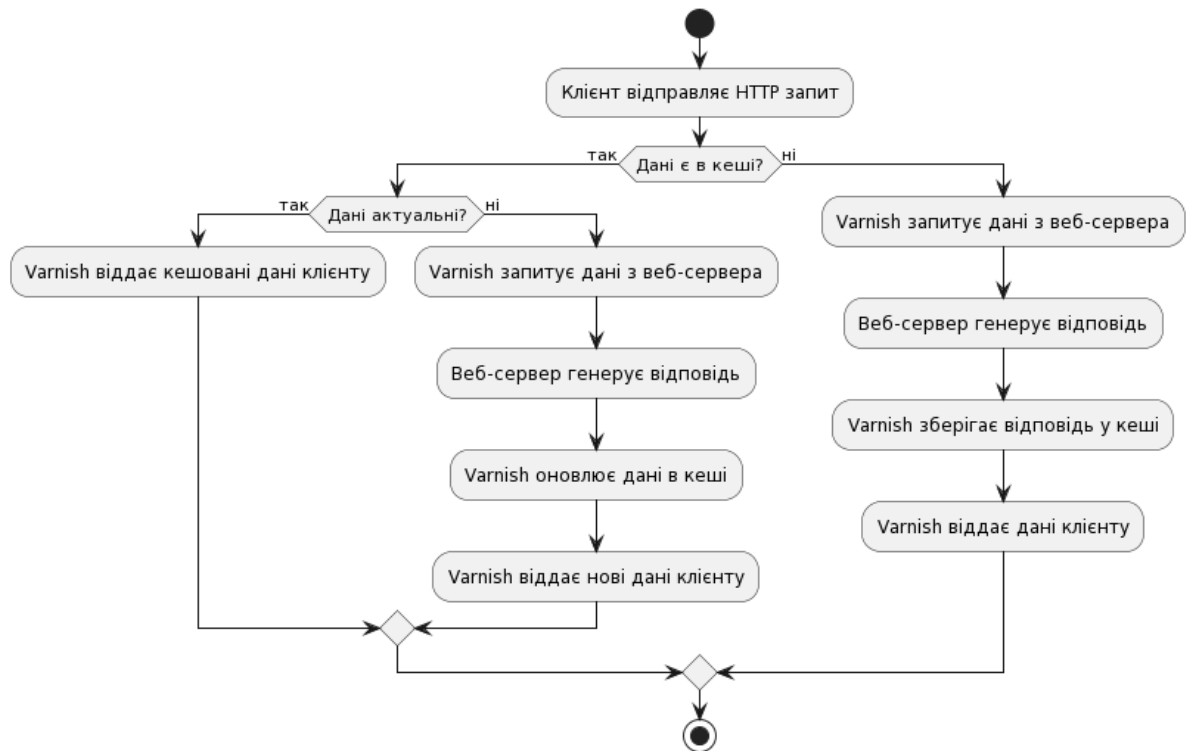 Клієнт відправляє HTTP запит
так
Дані є в кеші?
ні
так
Дані актуальні?
ні
Varnish віддає кешовані дані клієнту
Varnish запитує дані з веб-сервера
Веб-сервер генерує відповідь
Varnish оновлює дані в кеші
Varnish віддає нові дані клієнту
Varnish запитує дані з веб-сервера
Веб-сервер генерує відповідь
Varnish зберігає відповідь у кеші
Varnish віддає дані клієнту